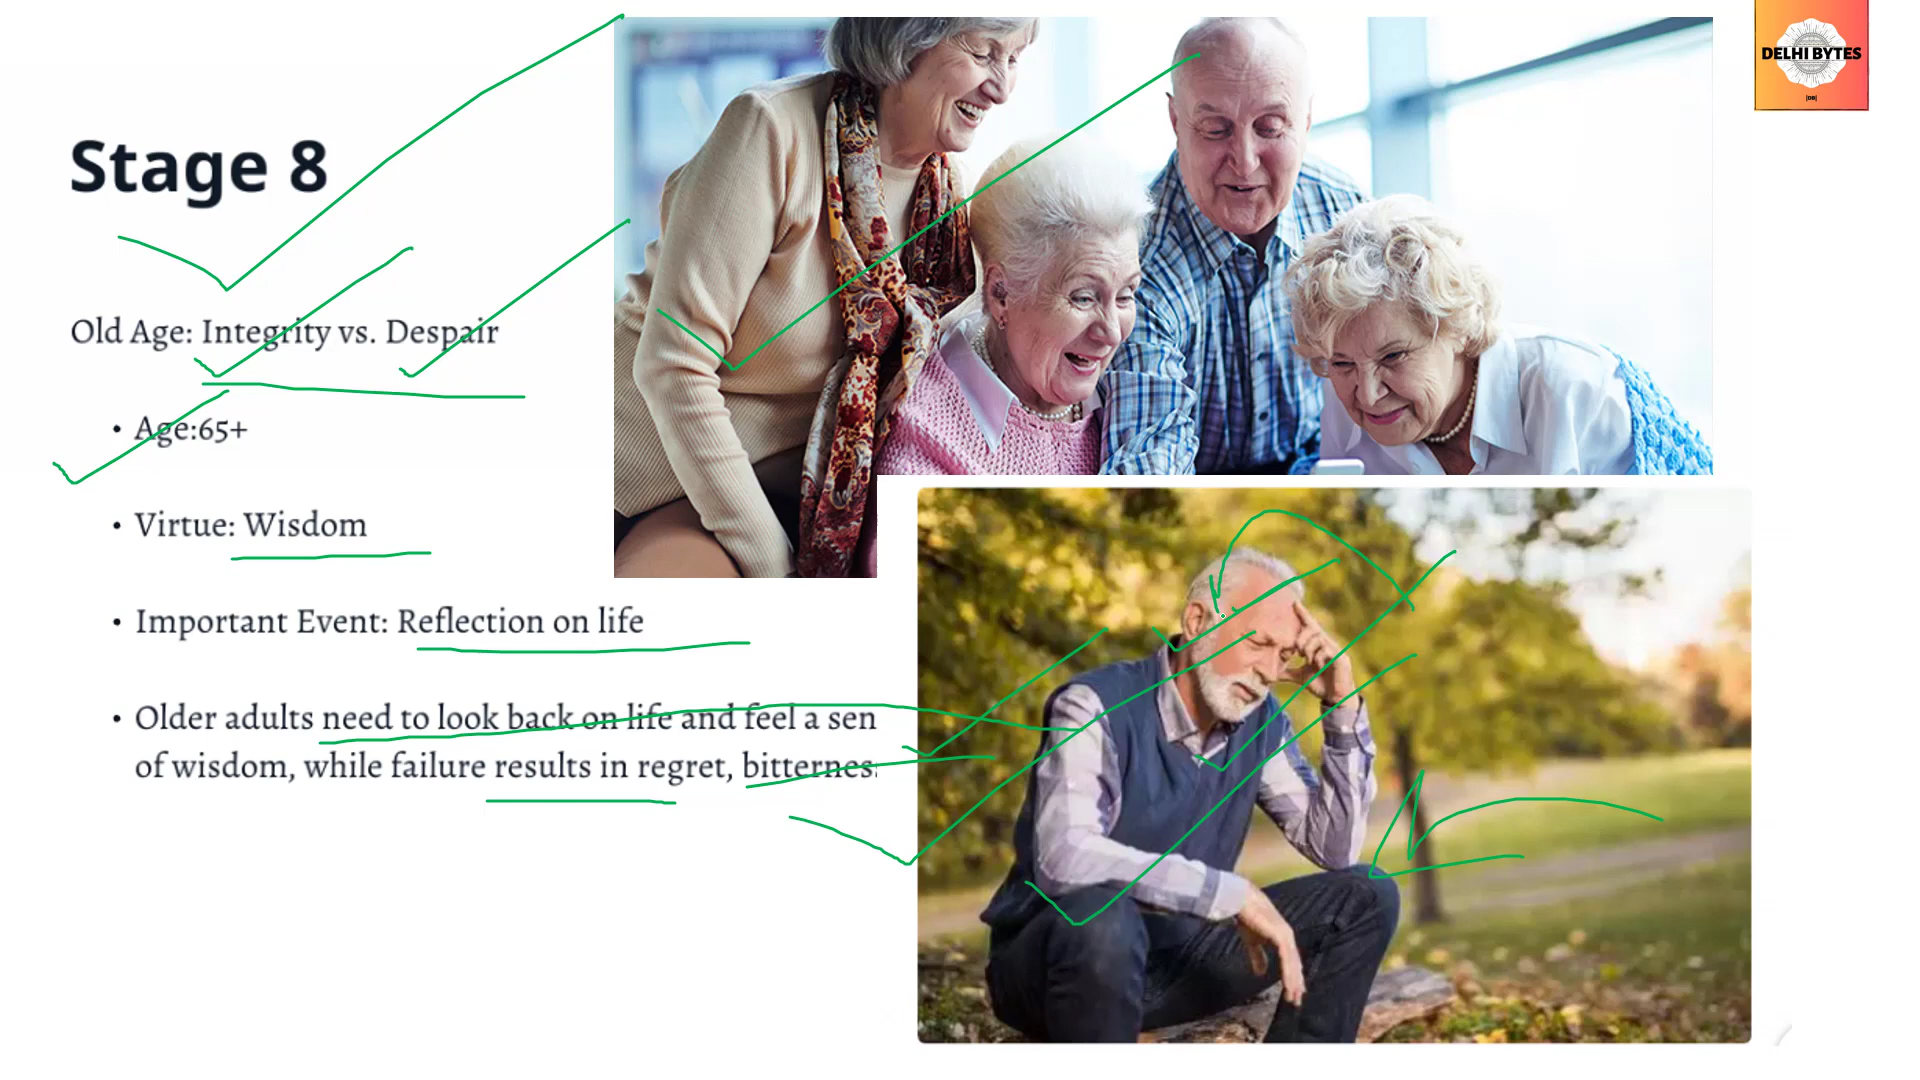 DELHI BYTES
|DB|
Stage 8
Old Age: Integrity vs. Despair
• Age:65+
• Virtue: Wisdom
• Important Event: Reflection on life
• Older adults need to look back on life and feel a sen
of wisdom, while failure results in regret, bitternes